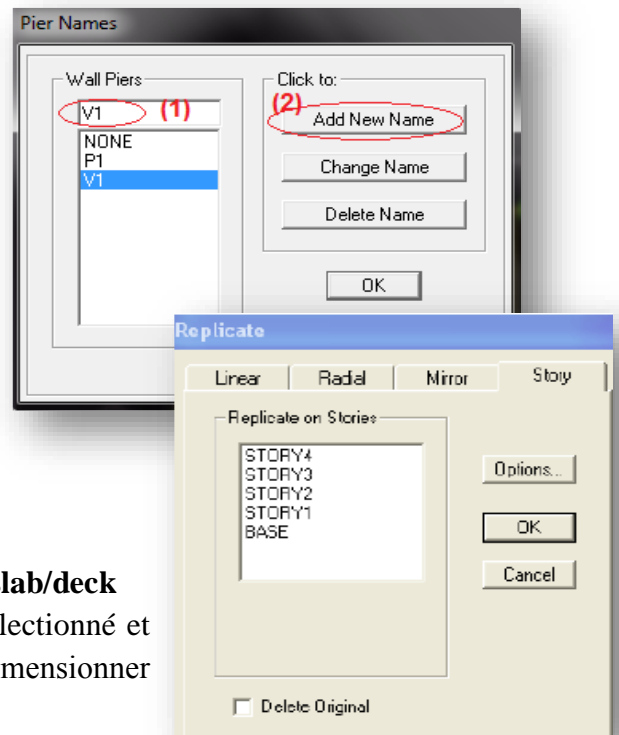 Pier Names
Wall Piers
V1 (1)
NONE
P1
V1
Click to:
(2)
Add New Name
Change Name
Delete Name
OK
Replicate
Linear Radial Mirror Story
Replicate on Stories
STORY4
STORY3
STORY2
STORY1
BASE
Options...
OK
Cancel
Delete Original
lab/deck
lectionné et
mensionner